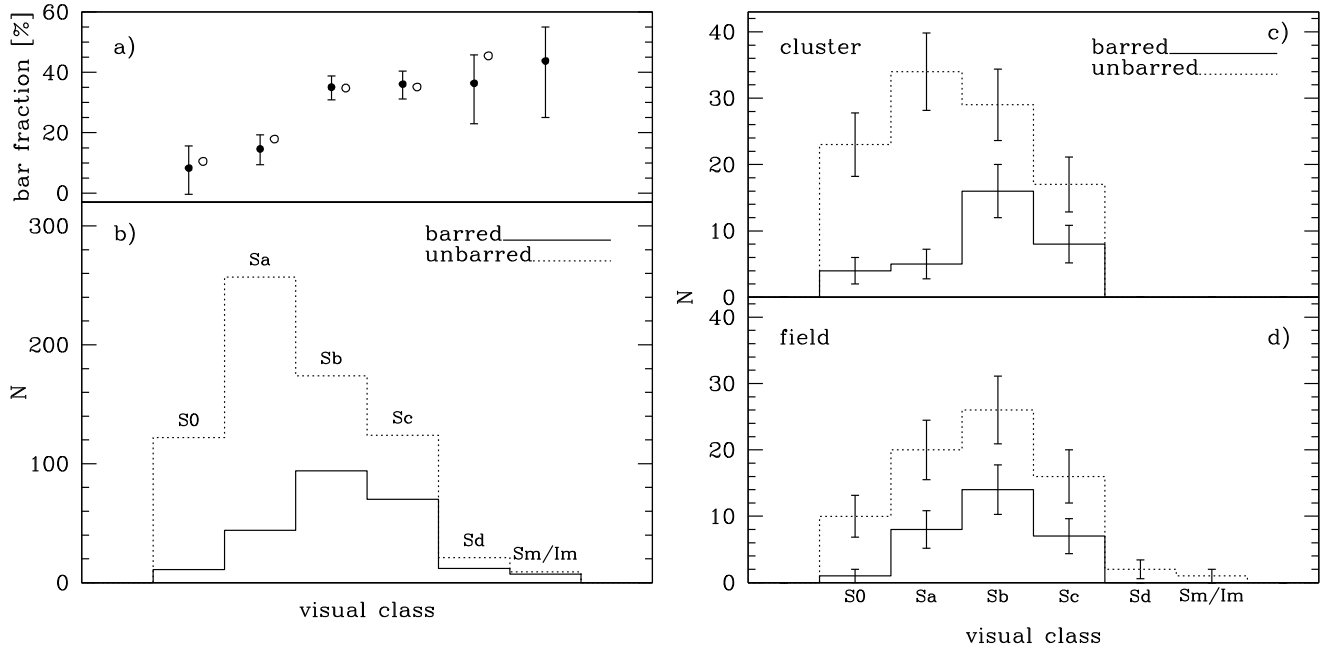 60
40
20
0
bar fraction [%]
a)
300
200
100
0
N
b)
barred
unbarred
S0
Sa
Sb
Sc
Sd
Sm/Im
visual class
40
30
20
10
0
cluster
c)
barred
unbarred
N
40
30
20
10
0
field
d)
S0
Sa
Sb
Sc
Sd
Sm/Im
visual class